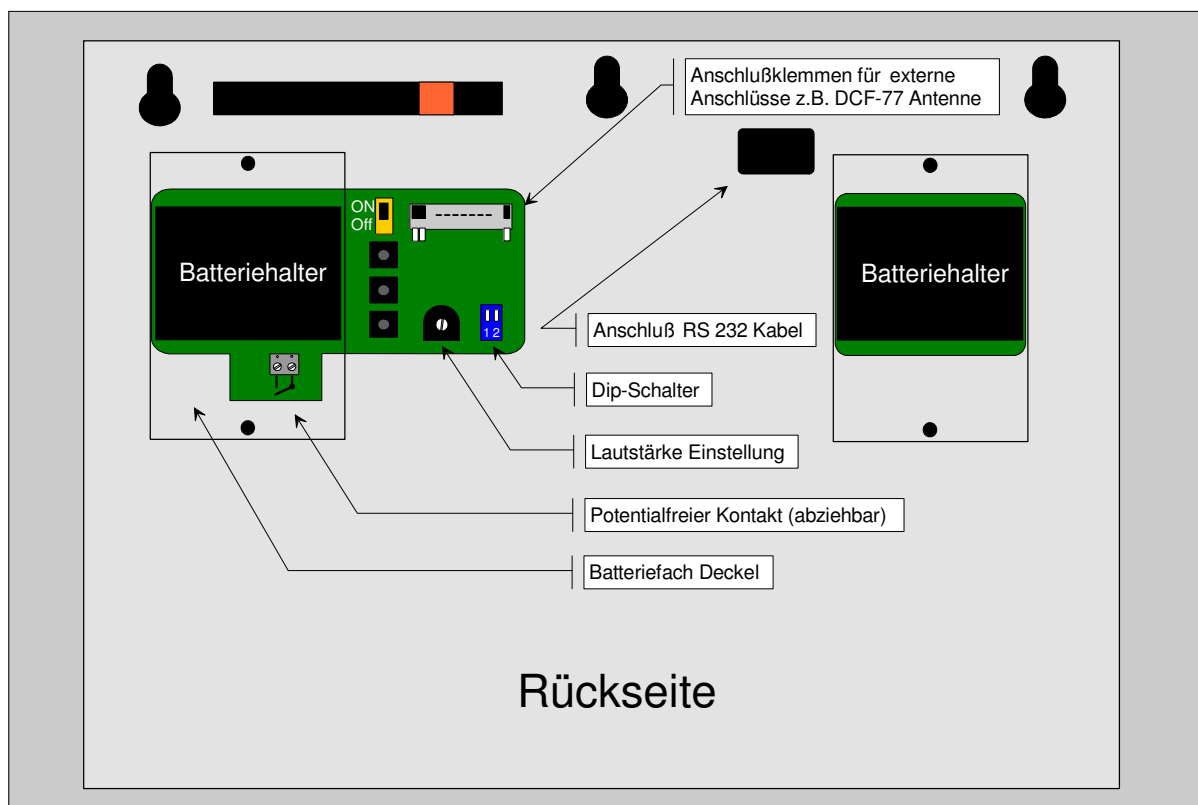 Anschlußklemmen für externe
Anschlüsse z.B. DCF-77 Antenne
ON
Off
Batteriehalter
Batteriehalter
1 2
Anschluß RS 232 Kabel
Dip-Schalter
Lautstärke Einstellung
Potentialfreier Kontakt (abziehbar)
Batteriefach Deckel
Rückseite